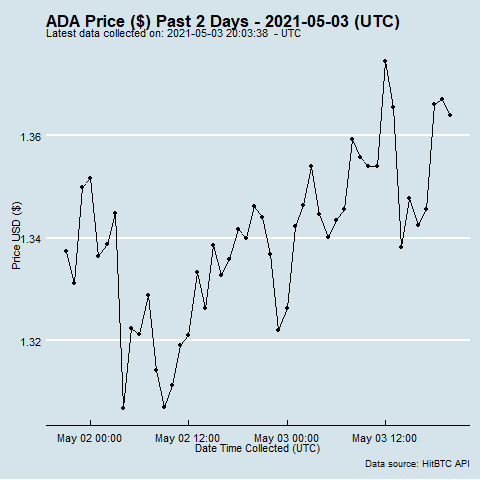 ADA Price ($) Past 2 Days - 2021-05-03 (UTC)
Latest data collected on: 2021-05-03 20:03:38  - UTC
1.36
1.34
1.32
Price USD ($)
May 02 00:00 May 02 12:00 May 03 00:00 May 03 12:00
Date Time Collected (UTC)
Data source: HitBTC API